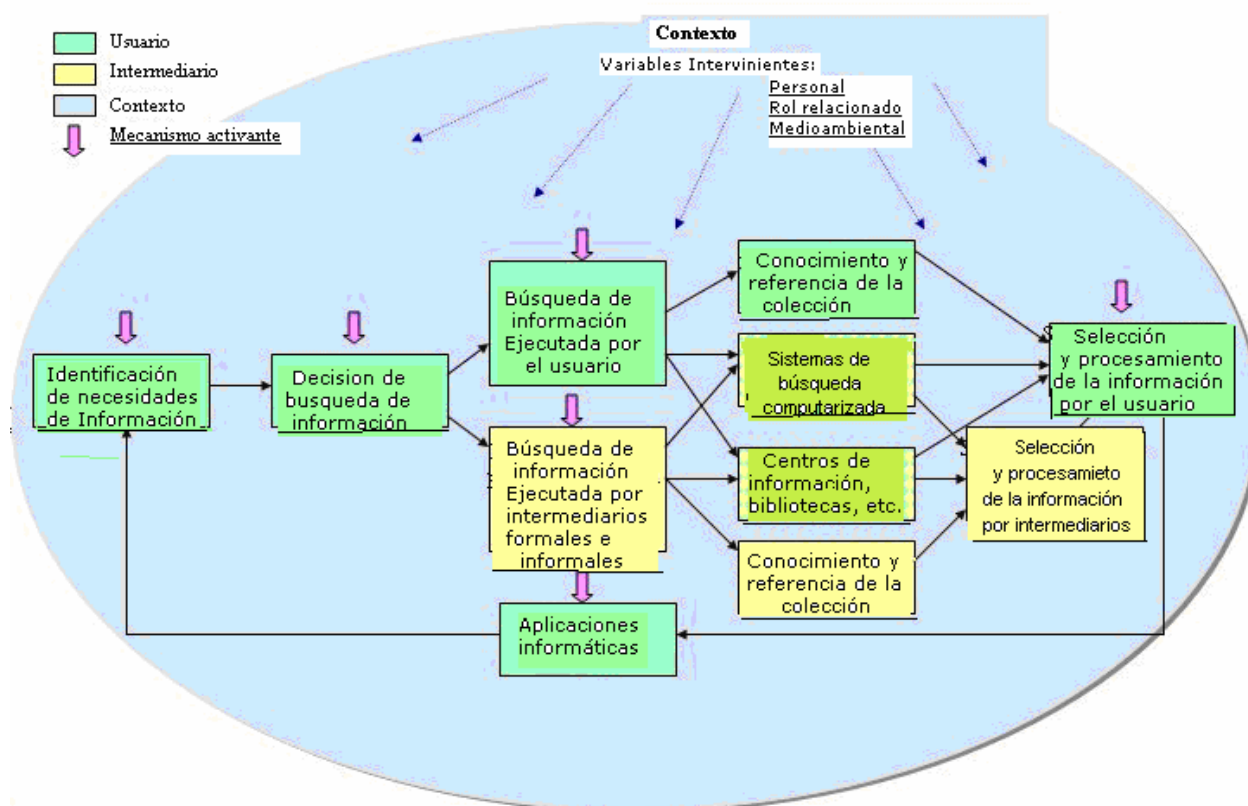 Usuario
Intermediario
Contexto
Mecanismo activante
Contexto
Variables Intervinientes:
Personal
Rol relacionado
Medioambiental
Identificación
de necesidades
de Información
Decision de
busqueda de
información
Búsqueda de
información
Ejecutada por
el usuario
Búsqueda de
información
Ejecutada por
intermediarios
formales e
informales
Aplicaciones
informáticas
Conocimiento y
referencia de la
colección
Sistemas de
búsqueda
computarizada
Centros de
información,
bibliotecas, etc.
Conocimiento y
referencia de la
colección
Selección
y procesamiento
de la información
por el usuario
Selección
y procesamieto
de la información
por intermediarios